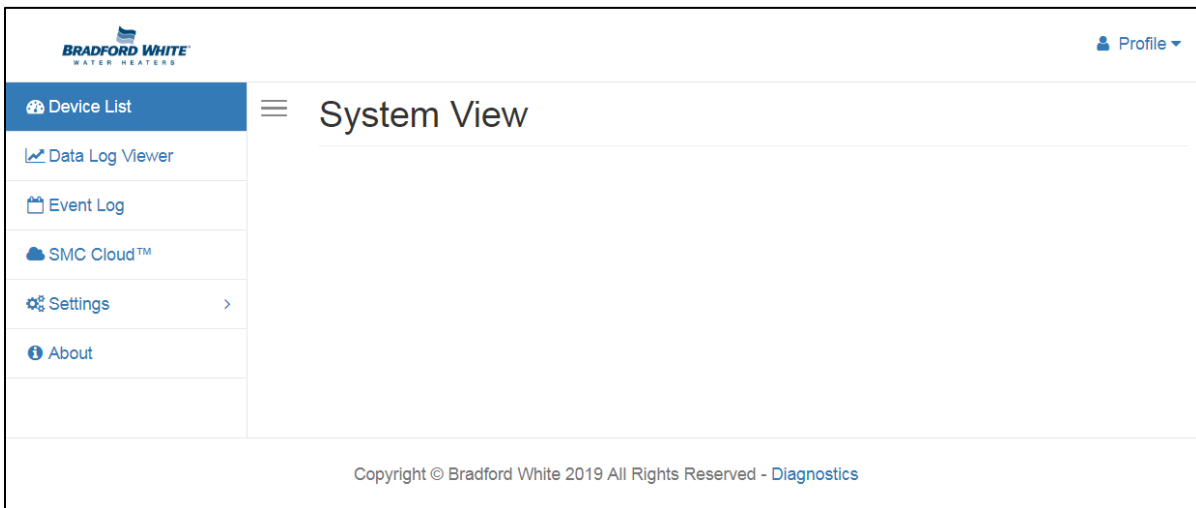 BRADFORD WHITE
WATER HEATERS
Profile
Device List
System View
Data Log Viewer
Event Log
SMC Cloud™
Settings
About
Copyright © Bradford White 2019 All Rights Reserved - Diagnostics